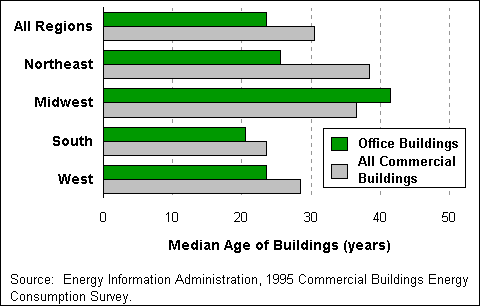 All Regions
Northeast
Midwest
South
West
Office Buildings
All Commercial
Buildings
0 10 20 30 40 50
Median Age of Buildings (years)
Source: Energy Information Administration, 1995 Commercial Buildings Energy
Consumption Survey.